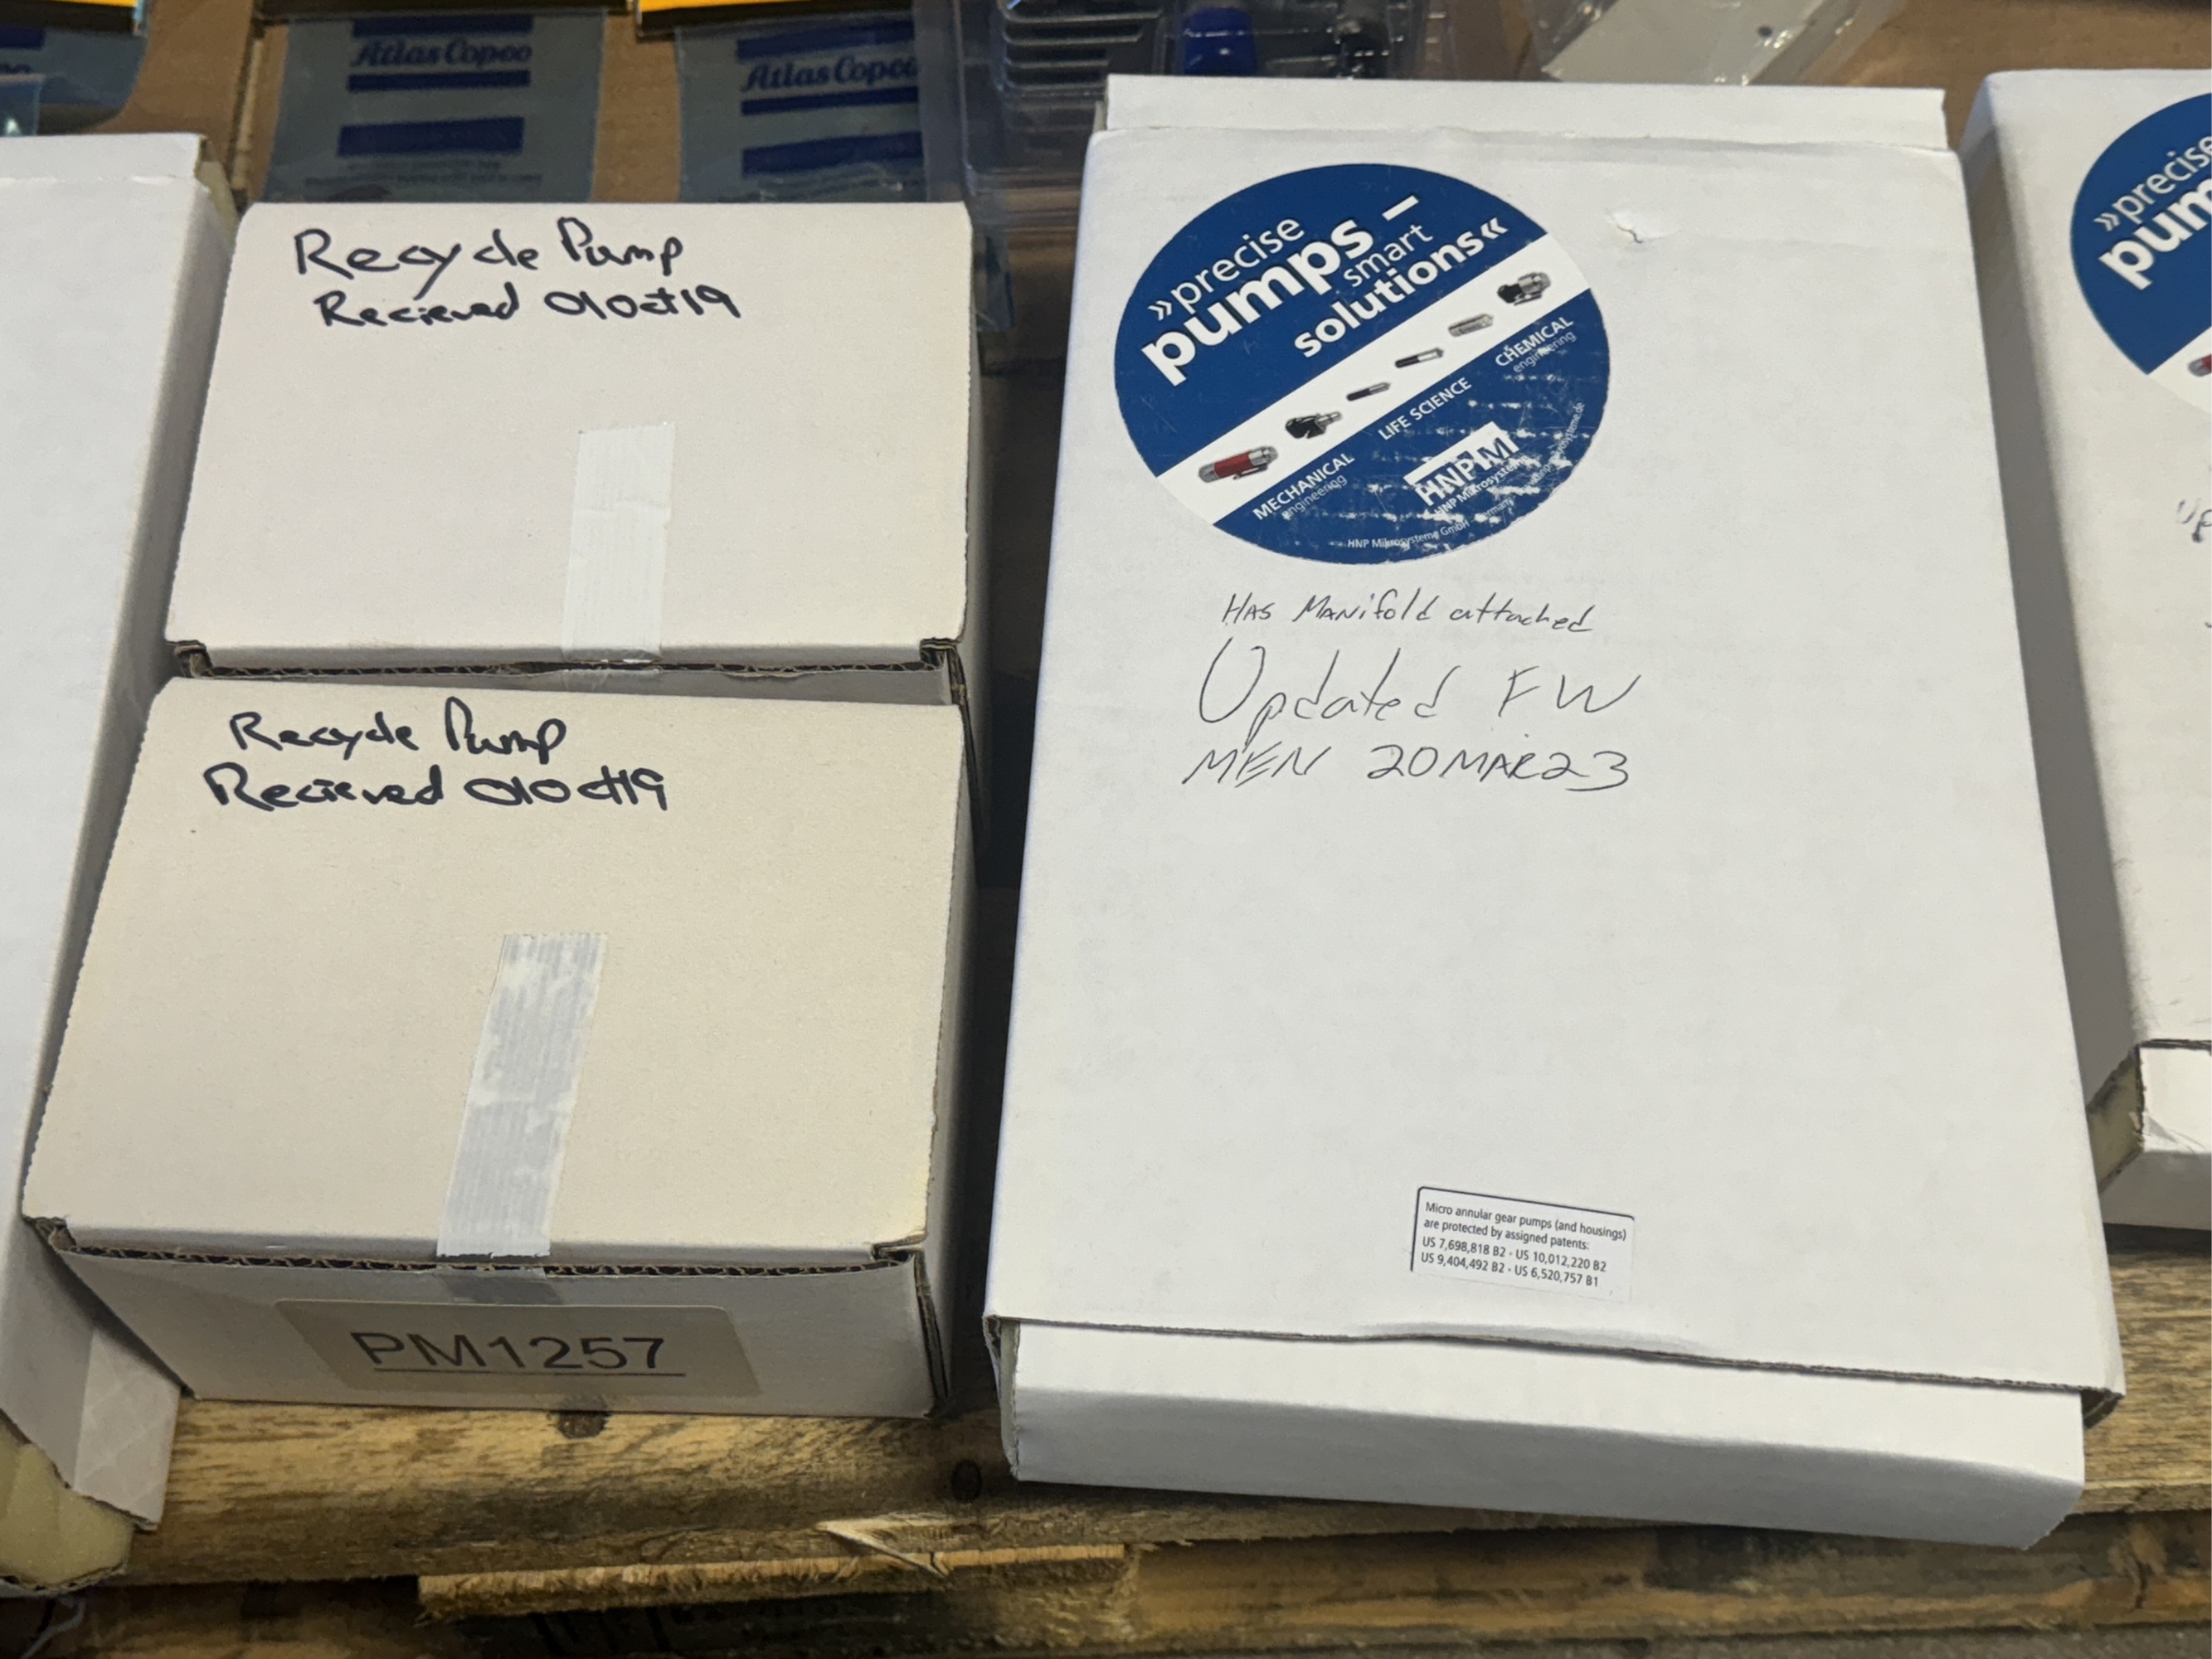 Atlas Copco
Atlas Copco
Recycle Pump
Recieved 01Oct19
Recycle Pump
Recieved 01Oct19
PM1257
»precise
pumps –
smart
solutions«
CHEMICAL
engineering
LIFE SCIENCE
MECHANICAL
engineering
HNPM
HNP Mikrosysteme
HNP Mikrosysteme GmbH Germany
HAS MANifold attached
Updated FW
MEN 20MAR23
Micro annular gear pumps (and housings)
are protected by assigned patents:
US 7,698,818 B2 - US 10,012,220 B2
US 9,404,492 B2 - US 6,520,757 B1
»precise
pum
Up